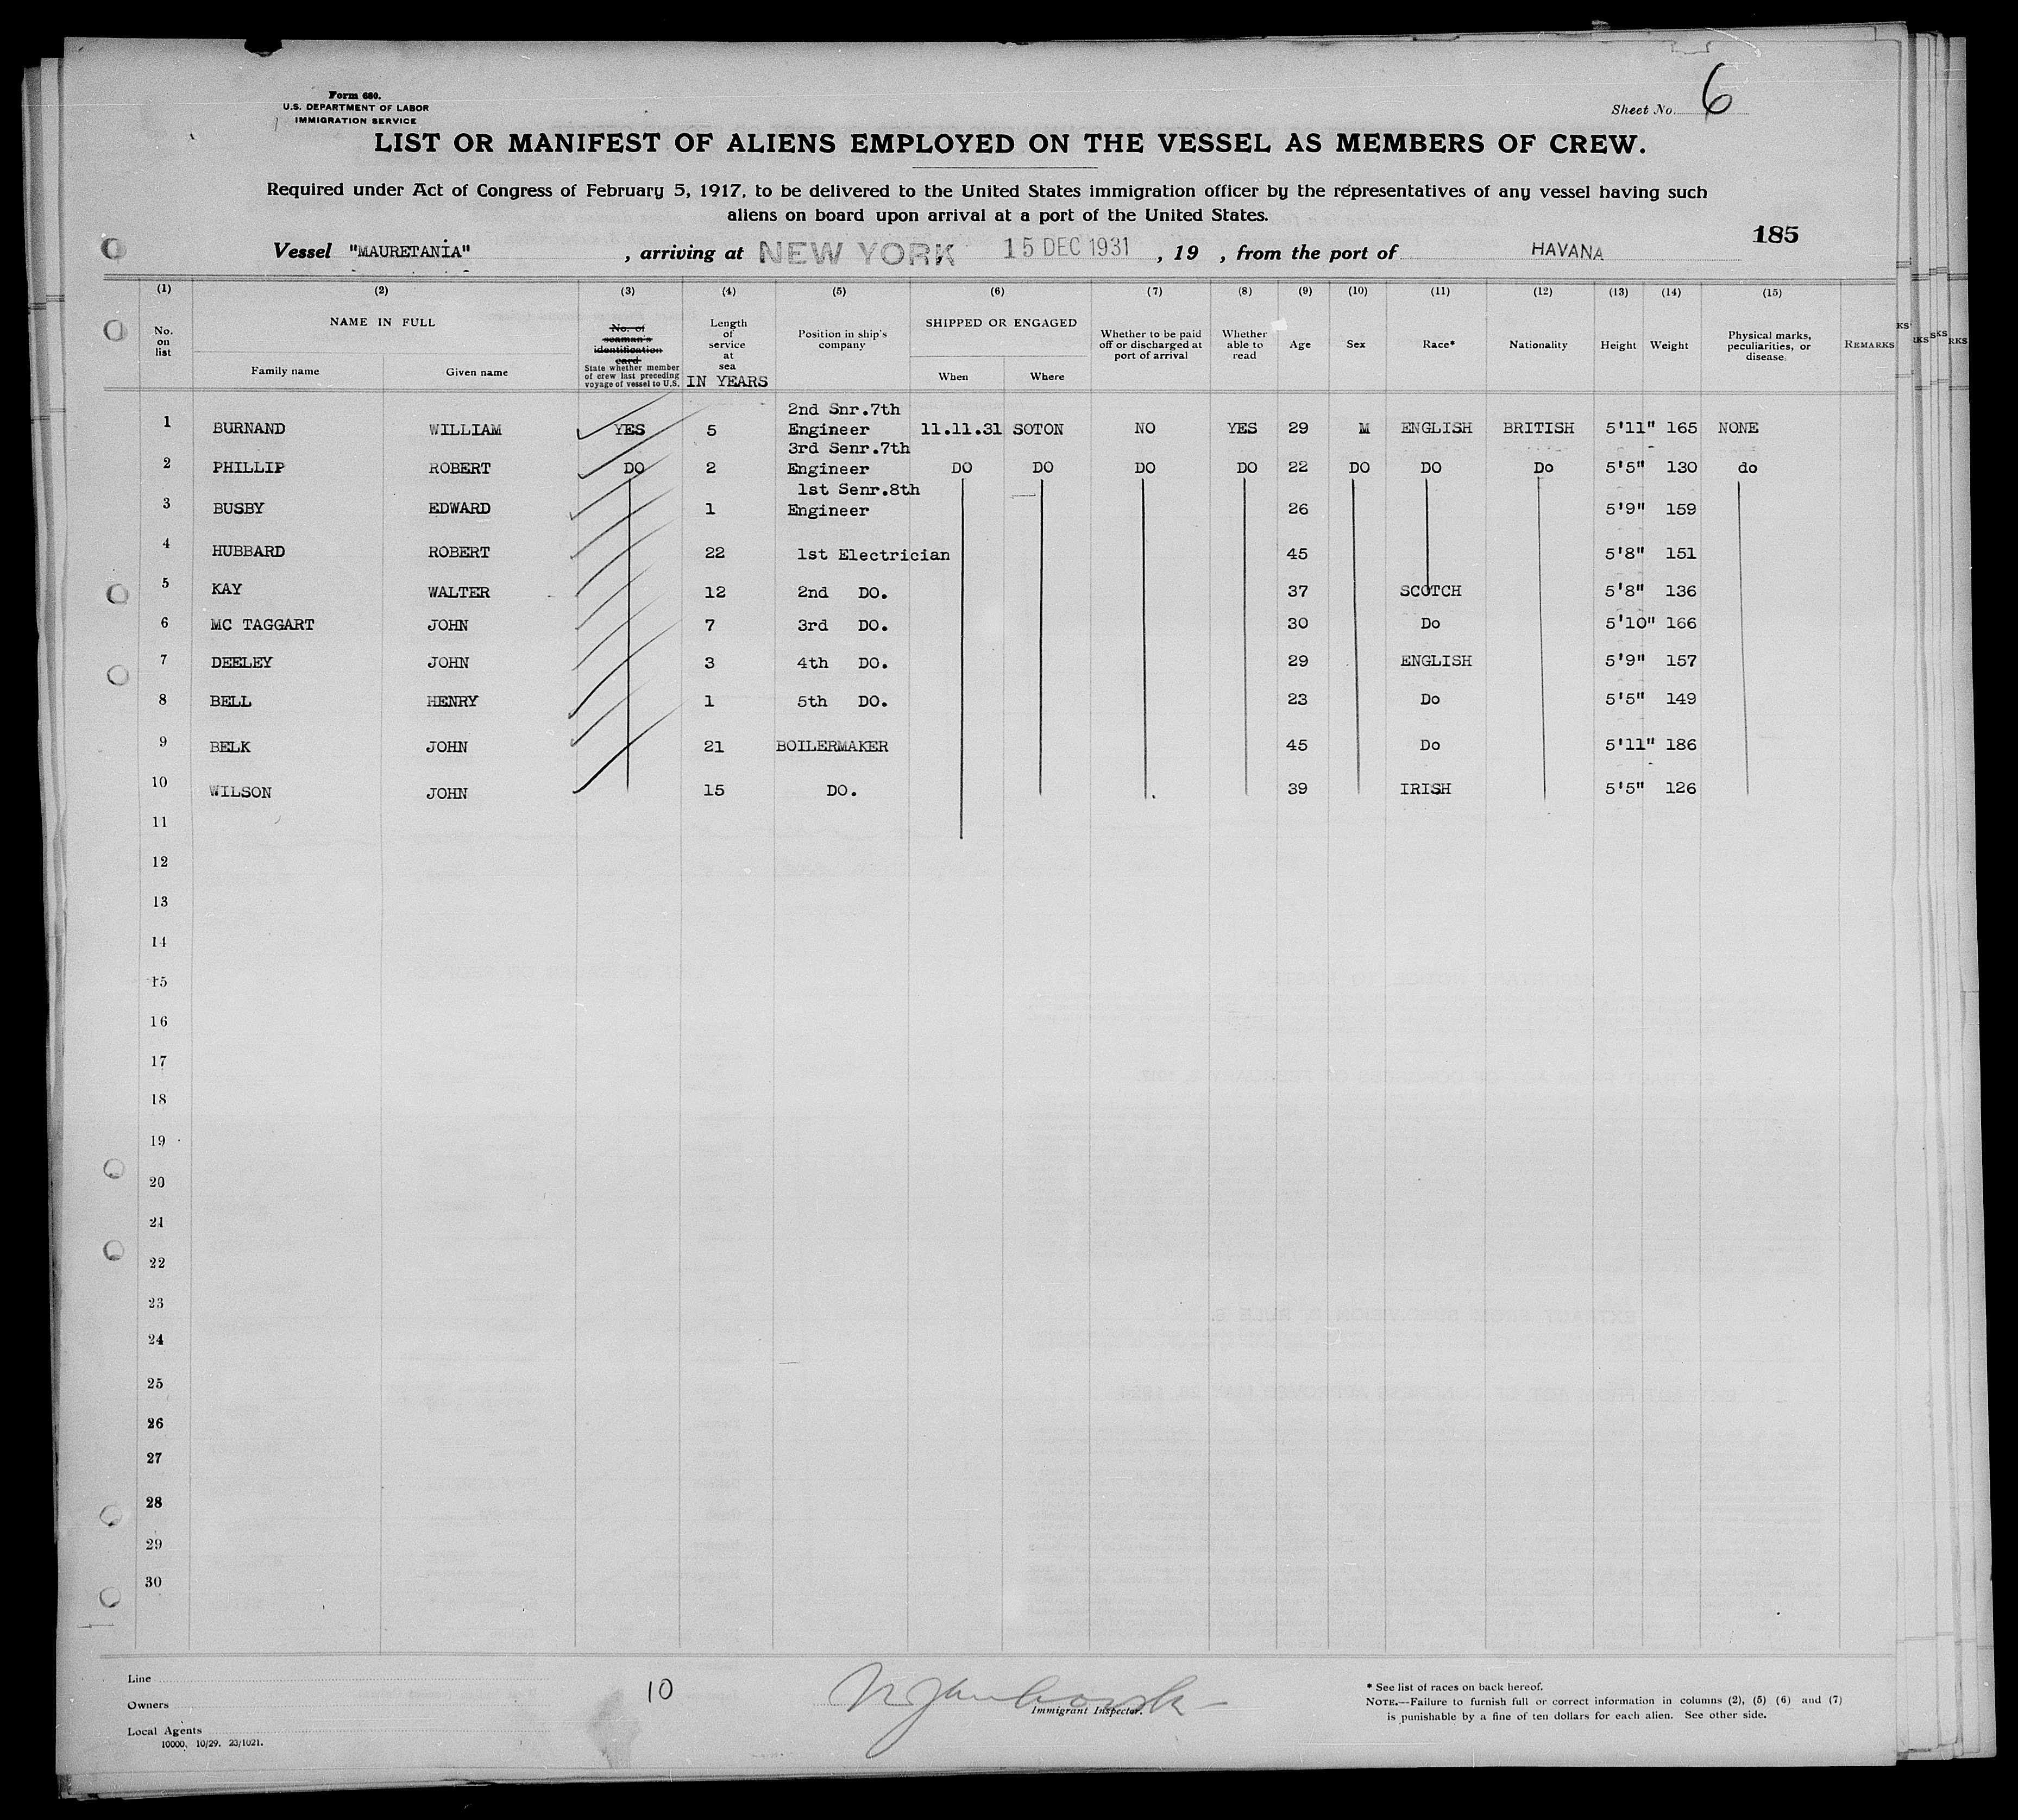 Form 680.
U.S. DEPARTMENT OF LABOR
IMMIGRATION SERVICE
Sheet No. 6
LIST OR MANIFEST OF ALIENS EMPLOYED ON THE VESSEL AS MEMBERS OF CREW.
Required under Act of Congress of February 5, 1917, to be delivered to the United States immigration officer by the representatives of any vessel having such
aliens on board upon arrival at a port of the United States.
185
Vessel "MAURETANIA" , arriving at NEW YORK 15 DEC 1931 , 19 , from the port of HAVANA
(1) (2) (3) (4) (5) (6) (7) (8) (9) (10) (11) (12) (13) (14) (15)
No. on list
NAME IN FULL
Family name Given name
No. of seaman's identification card
State whether member of crew last preceding voyage of vessel to U.S.
Length of service at sea
IN YEARS
Position in ship's company
SHIPPED OR ENGAGED
When Where
Whether to be paid off or discharged at port of arrival
Whether able to read
Age Sex Race* Nationality Height Weight
Physical marks, peculiarities, or disease.
REMARKS
1 BURNAND WILLIAM YES 5 2nd Snr.7th Engineer 11.11.31 SOTON NO YES 29 M ENGLISH BRITISH 5'11" 165 NONE
2 PHILLIP ROBERT DO 2 3rd Senr.7th Engineer DO DO DO DO 22 DO DO Do 5'5" 130 do
3 BUSBY EDWARD 1 1st Senr.8th Engineer 26 5'9" 159
4 HUBBARD ROBERT 22 1st Electrician 45 5'8" 151
5 KAY WALTER 12 2nd DO. 37 SCOTCH 5'8" 136
6 MC TAGGART JOHN 7 3rd DO. 30 Do 5'10" 166
7 DEELEY JOHN 3 4th DO. 29 ENGLISH 5'9" 157
8 BELL HENRY 1 5th DO. 23 Do 5'5" 149
9 BELK JOHN 21 BOILERMAKER 45 Do 5'11" 186
10 WILSON JOHN 15 DO. 39 IRISH 5'5" 126
11
12
13
14
15
16
17
18
19
20
21
22
23
24
25
26
27
28
29
30
Line
Owners
Local Agents
10000. 10/29. 23/1021.
10
Immigrant Inspector.
* See list of races on back hereof.
NOTE.—Failure to furnish full or correct information in columns (2), (5) (6) and (7)
is punishable by a fine of ten dollars for each alien. See other side.